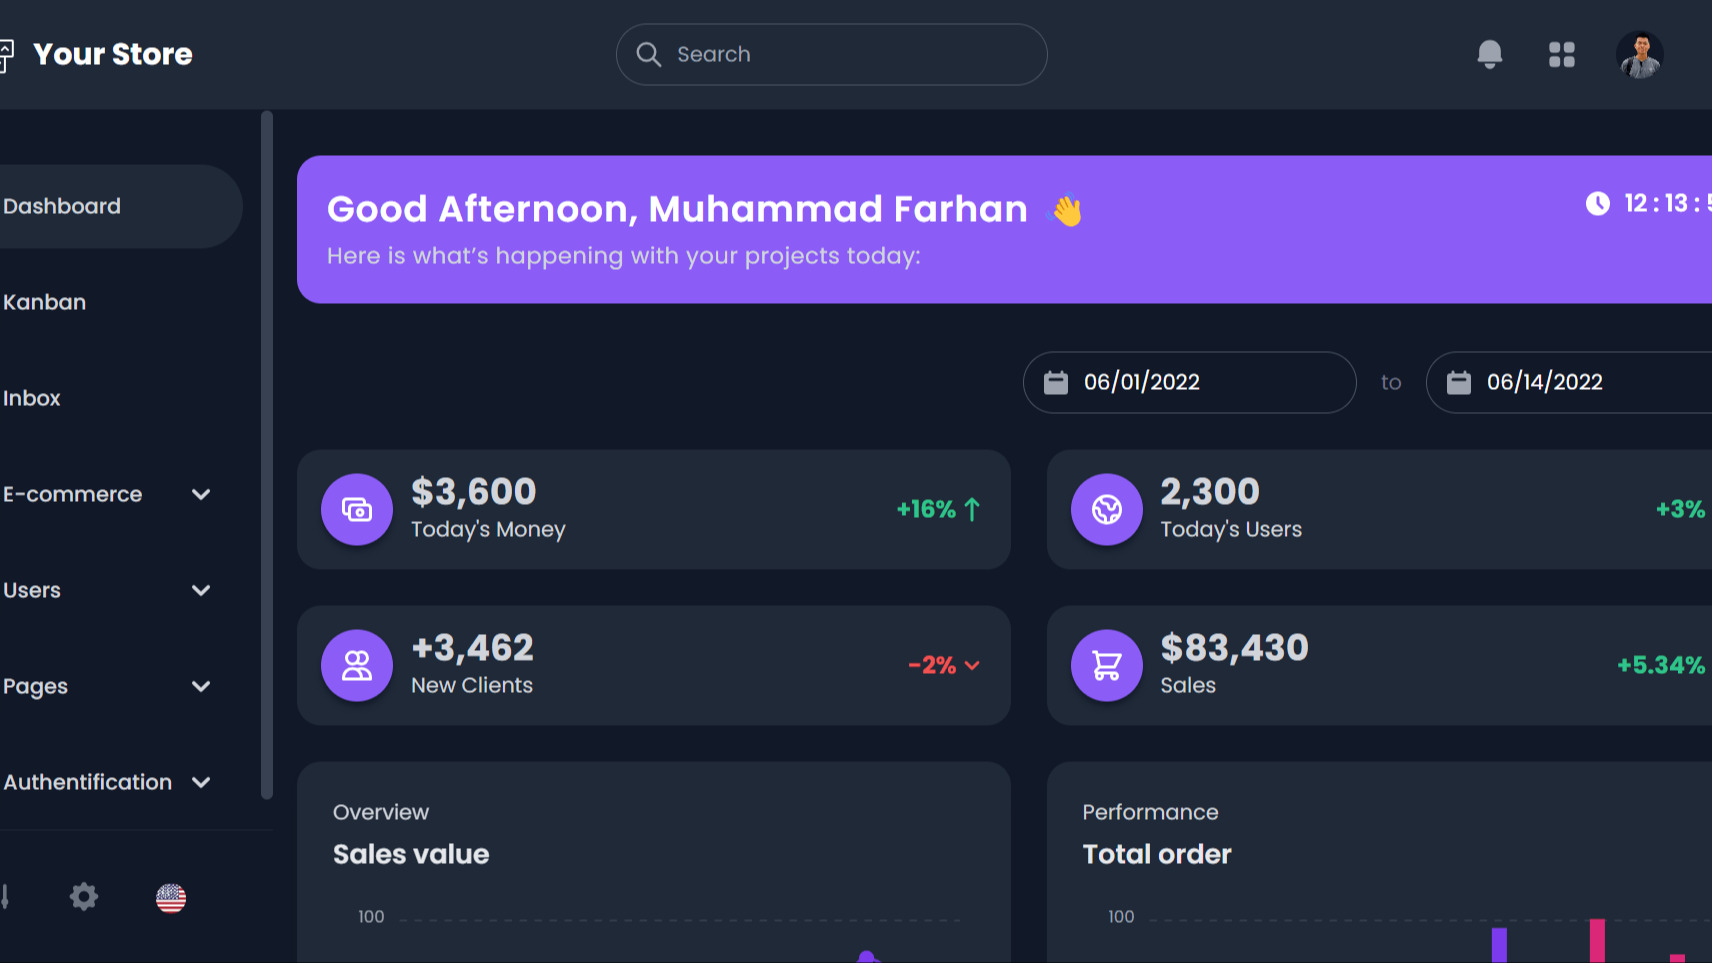 Your Store
Search
Dashboard
Kanban
Inbox
E-commerce
Users
Pages
Authentification
Good Afternoon, Muhammad Farhan 👋
12 : 13 :
Here is what's happening with your projects today:
06/01/2022 to 06/14/2022
$3,600
Today's Money
+16%
2,300
Today's Users
+3%
+3,462
New Clients
-2%
$83,430
Sales
+5.34%
Overview
Sales value
100
Performance
Total order
100